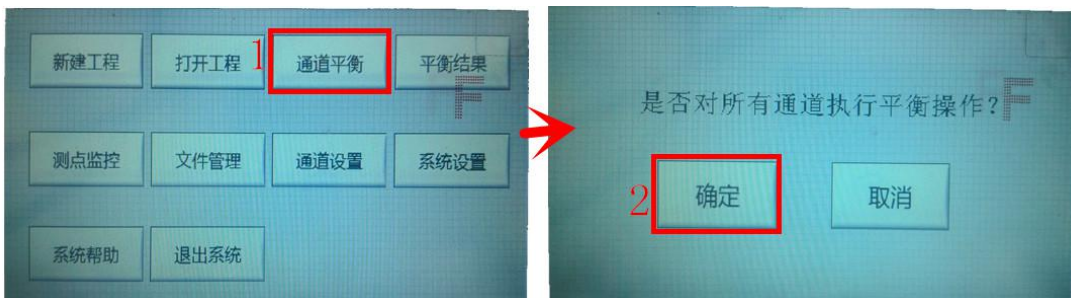 新建工程 打开工程 1 通道平衡 平衡结果
测点监控 文件管理 通道设置 系统设置
系统帮助 退出系统
F
是否对所有通道执行平衡操作?
2 确定 取消
F